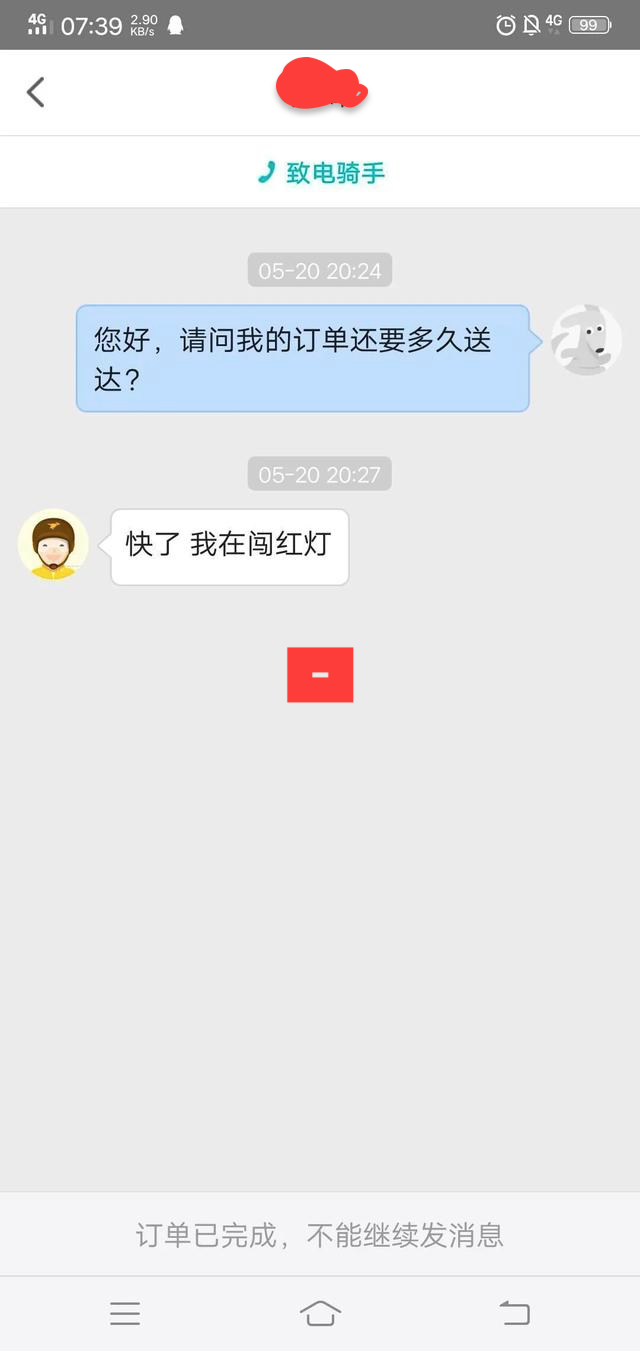 4G 07:39 2.90 KB/s 4G 99
致电骑手
05-20 20:24
您好，请问我的订单还要多久送
达？
05-20 20:27
快了 我在闯红灯
订单已完成，不能继续发消息